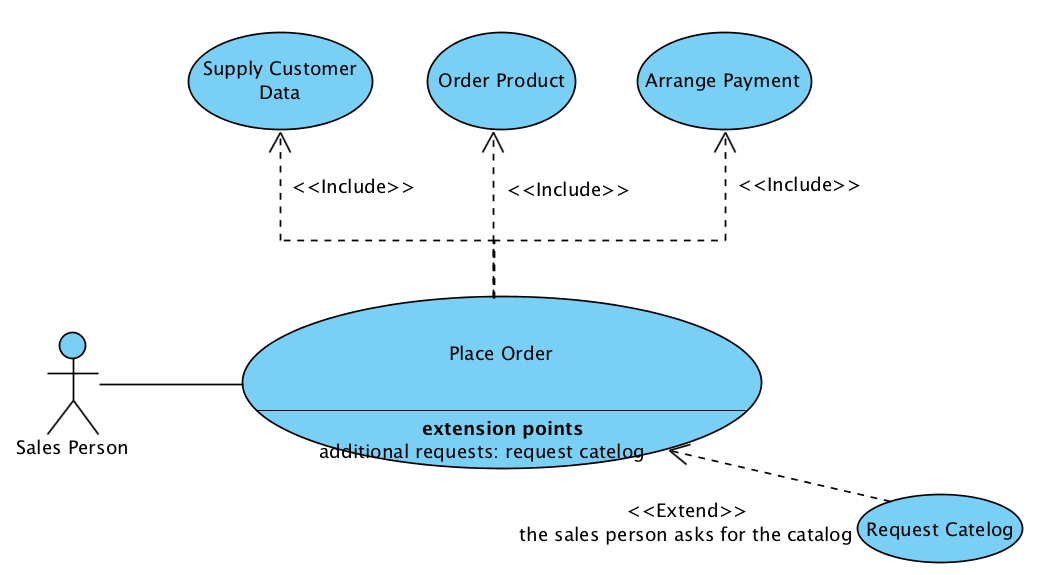 Supply Customer
Data
Order Product
Arrange Payment
<<Include>>
<<Include>>
<<Include>>
Place Order
extension points
additional requests: request catelog
Sales Person
<<Extend>>
the sales person asks for the catalog
Request Catelog